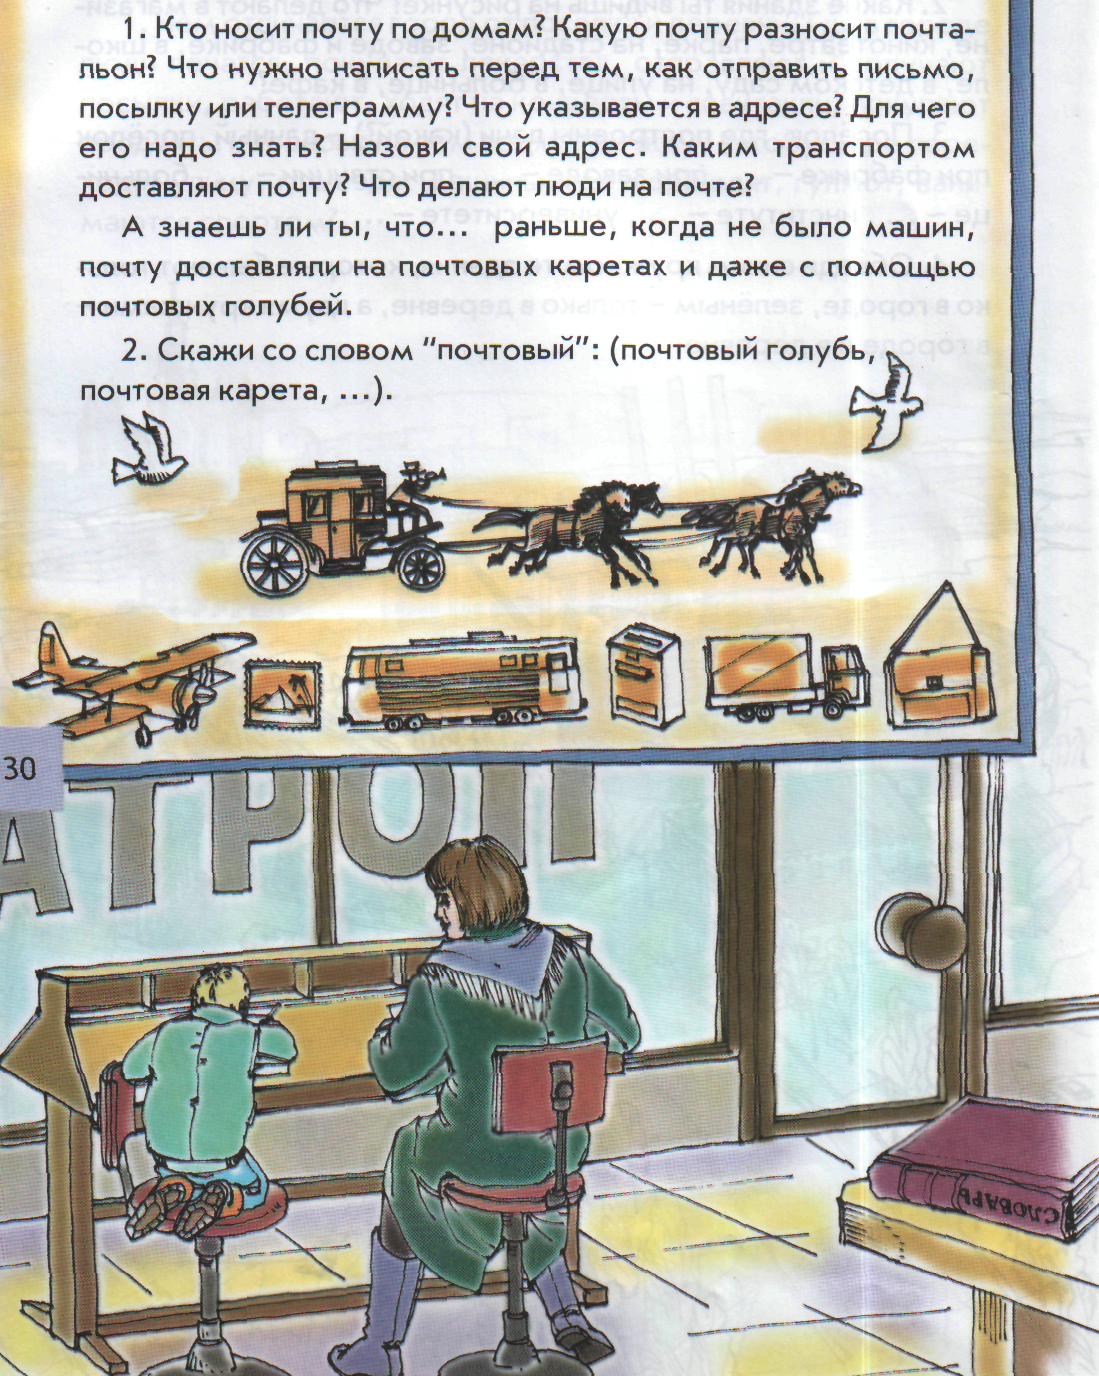 1. Кто носит почту по домам? Какую почту разносит почта-
льон? Что нужно написать перед тем, как отправить письмо,
посылку или телеграмму? Что указывается в адресе? Для чего
его надо знать? Назови свой адрес. Каким транспортом
доставляют почту? Что делают люди на почте?
А знаешь ли ты, что... раньше, когда не было машин,
почту доставляли на почтовых каретах и даже с помощью
почтовых голубей.
2. Скажи со словом "почтовый": (почтовый голубь,
почтовая карета, ...).
30
АТРОП
СЛОВАРЬ